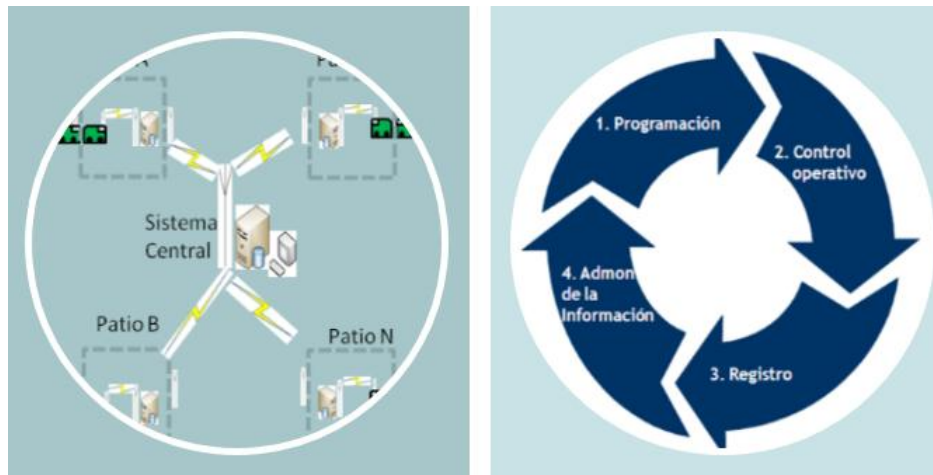 Sistema
Central
Patio B
Patio N
1. Programación
2. Control
operativo
3. Registro
4. Admon
de la
Información